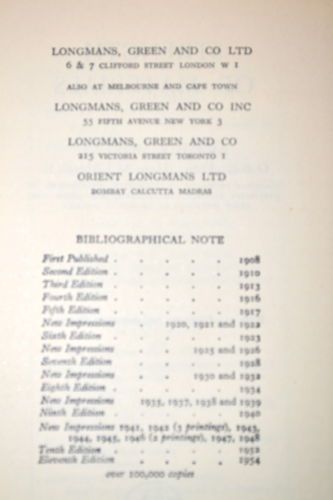 LONGMANS, GREEN AND CO LTD
6 & 7 CLIFFORD STREET LONDON W 1
ALSO AT MELBOURNE AND CAPE TOWN
LONGMANS, GREEN AND CO INC
55 FIFTH AVENUE NEW YORK 3
LONGMANS, GREEN AND CO
215 VICTORIA STREET TORONTO 1
ORIENT LONGMANS LTD
BOMBAY CALCUTTA MADRAS
BIBLIOGRAPHICAL NOTE
First Published . . . . . 1908
Second Edition . . . . . 1910
Third Edition . . . . . 1913
Fourth Edition . . . . . 1916
Fifth Edition . . . . . 1917
New Impressions . . 1920, 1921 and 1922
Sixth Edition . . . . . 1923
New Impressions . . . 1925 and 1926
Seventh Edition . . . . . 1928
New Impressions . . . 1930 and 1932
Eighth Edition . . . . . 1934
New Impressions 1935, 1937, 1938 and 1939
Ninth Edition . . . . . 1940
New Impressions 1941, 1942 (3 printings), 1943,
1944, 1945, 1946 (2 printings), 1947, 1948
Tenth Edition . . . . . 1952
Eleventh Edition . . . . . 1954
over 100,000 copies